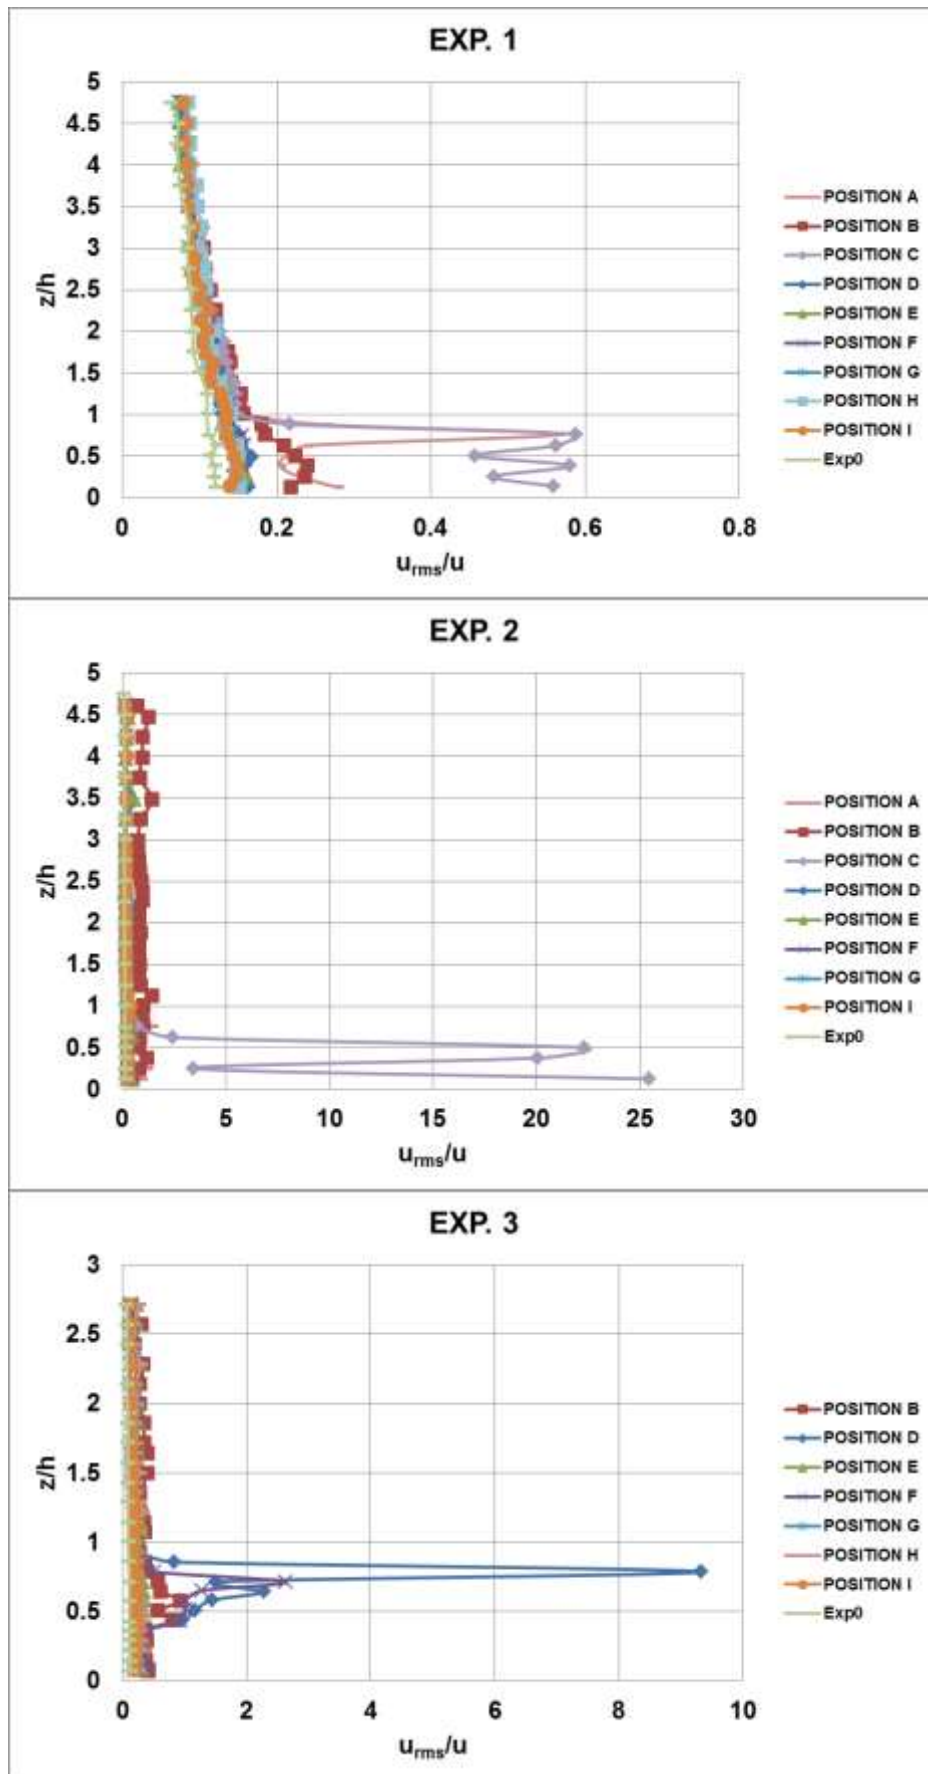 EXP. 1
5
4.5
4
3.5
3
2.5
2
1.5
1
0.5
0
z/h
0 0.2 0.4 0.6 0.8
urms/u
POSITION A
POSITION B
POSITION C
POSITION D
POSITION E
POSITION F
POSITION G
POSITION H
POSITION I
Exp0
EXP. 2
5
4.5
4
3.5
3
2.5
2
1.5
1
0.5
0
z/h
0 5 10 15 20 25 30
urms/u
POSITION A
POSITION B
POSITION C
POSITION D
POSITION E
POSITION F
POSITION G
POSITION I
Exp0
EXP. 3
3
2.5
2
1.5
1
0.5
0
z/h
0 2 4 6 8 10
urms/u
POSITION B
POSITION D
POSITION E
POSITION F
POSITION G
POSITION H
POSITION I
Exp0